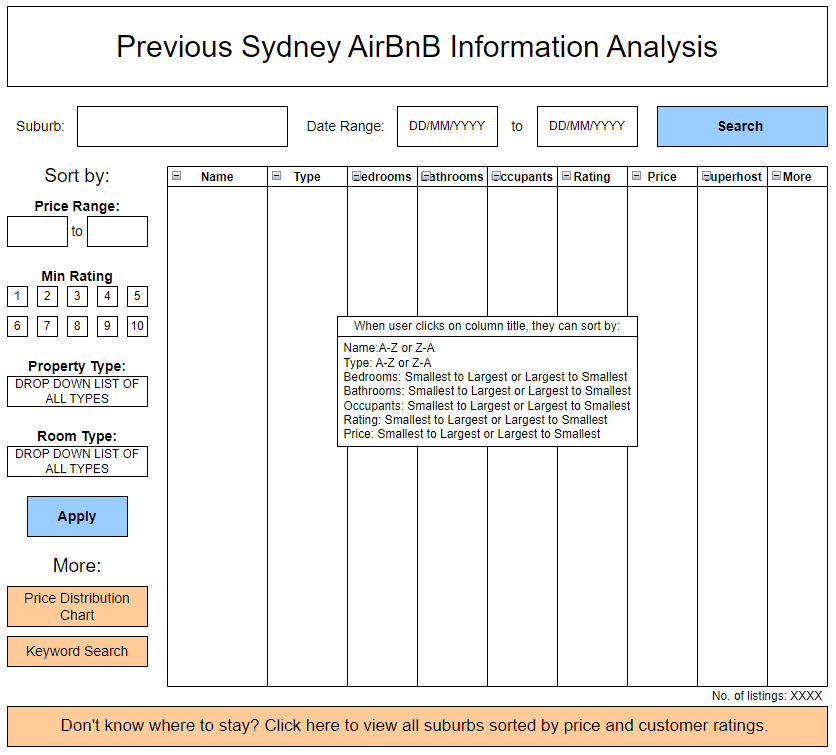 Previous Sydney AirBnB Information Analysis
Suburb:
Date Range:
DD/MM/YYYY
to
DD/MM/YYYY
Search
Sort by:
Price Range:
to
Min Rating
1 2 3 4 5
6 7 8 9 10
Property Type:
DROP DOWN LIST OF
ALL TYPES
Room Type:
DROP DOWN LIST OF
ALL TYPES
Apply
More:
Price Distribution
Chart
Keyword Search
Name Type Bedrooms Bathrooms Occupants Rating Price Superhost More
When user clicks on column title, they can sort by:
Name:A-Z or Z-A
Type: A-Z or Z-A
Bedrooms: Smallest to Largest or Largest to Smallest
Bathrooms: Smallest to Largest or Largest to Smallest
Occupants: Smallest to Largest or Largest to Smallest
Rating: Smallest to Largest or Largest to Smallest
Price: Smallest to Largest or Largest to Smallest
No. of listings: XXXX
Don't know where to stay? Click here to view all suburbs sorted by price and customer ratings.